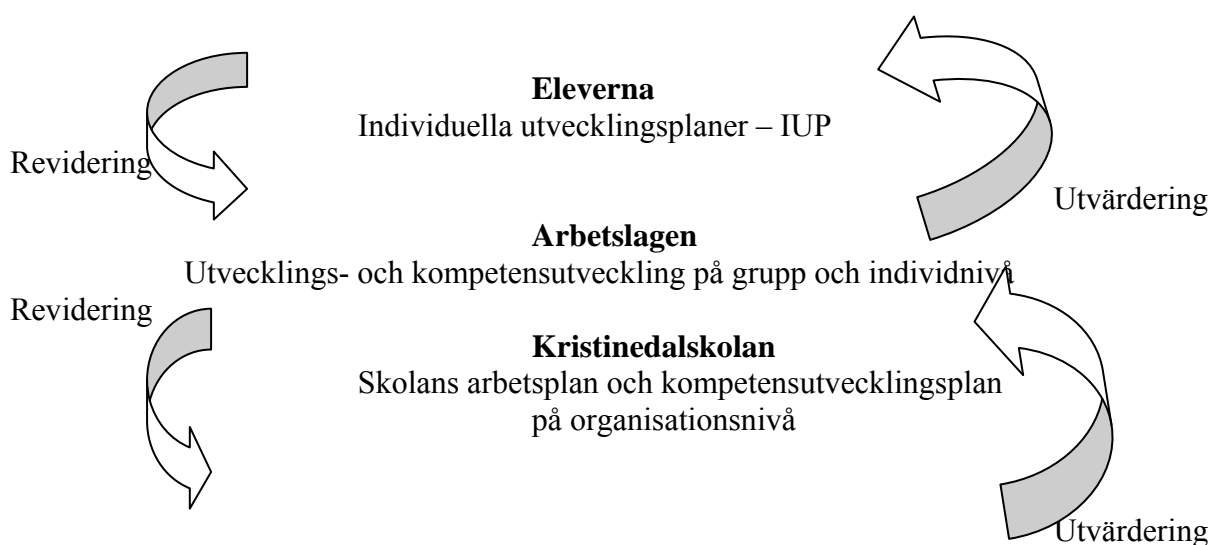 Eleverna
Individuella utvecklingsplaner – IUP
Revidering
Utvärdering
Arbetslagen
Utvecklings- och kompetensutveckling på grupp och individnivå
Revidering
Kristinedalskolan
Skolans arbetsplan och kompetensutvecklingsplan
på organisationsnivå
Utvärdering